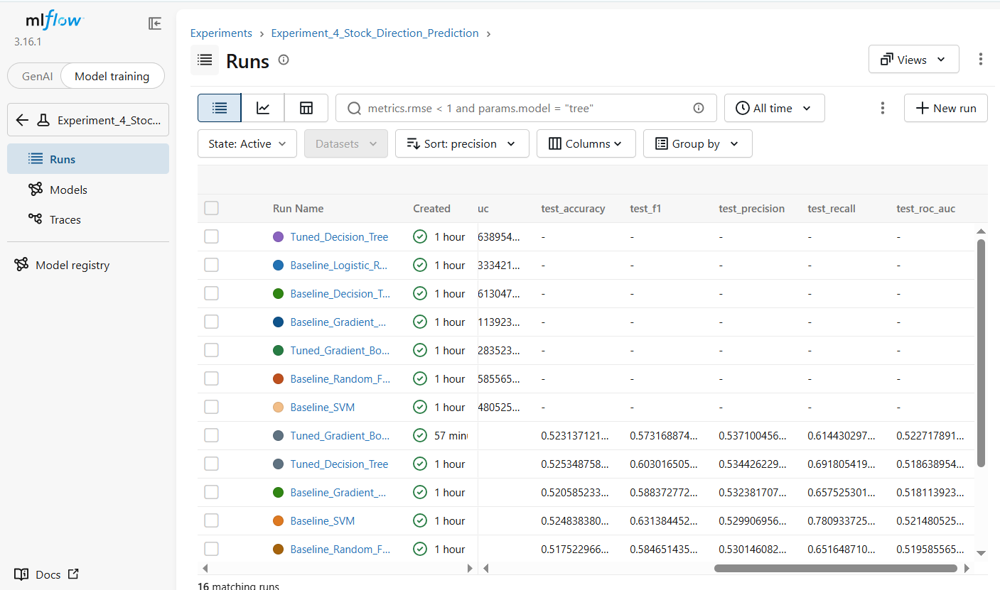 mlflow
3.16.1
GenAI
Model training
Experiment_4_Stoc...
Runs
Models
Traces
Model registry
Docs
Experiments › Experiment_4_Stock_Direction_Prediction ›
Runs
Views
metrics.rmse < 1 and params.model = "tree"
All time
New run
State: Active
Datasets
Sort: precision
Columns
Group by
Run Name Created uc test_accuracy test_f1 test_precision test_recall test_roc_auc
Tuned_Decision_Tree 1 hour 638954... - - - - -
Baseline_Logistic_R... 1 hour 333421... - - - - -
Baseline_Decision_T... 1 hour 613047... - - - - -
Baseline_Gradient_... 1 hour 113923... - - - - -
Tuned_Gradient_Bo... 1 hour 283523... - - - - -
Baseline_Random_F... 1 hour 585565... - - - - -
Baseline_SVM 1 hour 480525... - - - - -
Tuned_Gradient_Bo... 57 minu 0.523137121... 0.573168874... 0.537100456... 0.614430297... 0.522717891...
Tuned_Decision_Tree 1 hour 0.525348758... 0.603016505... 0.534426229... 0.691805419... 0.518638954...
Baseline_Gradient_... 1 hour 0.520585233... 0.588372772... 0.532381707... 0.657525301... 0.518113923...
Baseline_SVM 1 hour 0.524838380... 0.631384452... 0.529906956... 0.780933725... 0.521480525...
Baseline_Random_F... 1 hour 0.517522966... 0.584651435... 0.530146082... 0.651648710... 0.519585565...
16 matching runs